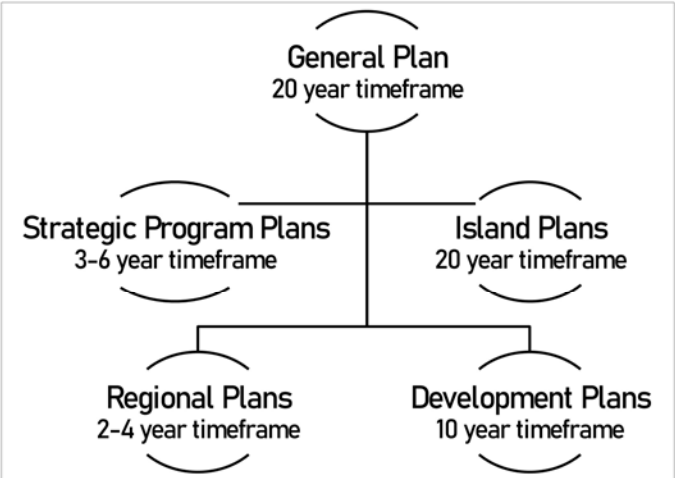 General Plan
20 year timeframe
Strategic Program Plans
3-6 year timeframe
Island Plans
20 year timeframe
Regional Plans
2-4 year timeframe
Development Plans
10 year timeframe